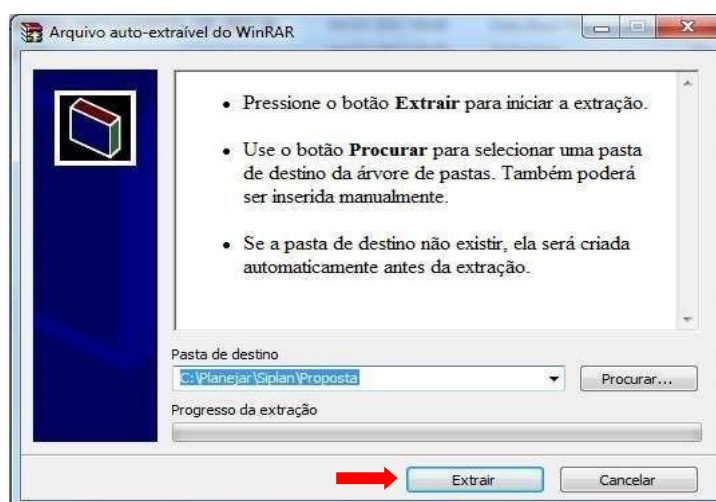 Arquivo auto-extraível do WinRAR
• Pressione o botão Extrair para iniciar a extração.
• Use o botão Procurar para selecionar uma pasta
de destino da árvore de pastas. Também poderá
ser inserida manualmente.
• Se a pasta de destino não existir, ela será criada
automaticamente antes da extração.
Pasta de destino
C:\Planejar\Siplan\Proposta
Procurar...
Progresso da extração
Extrair
Cancelar